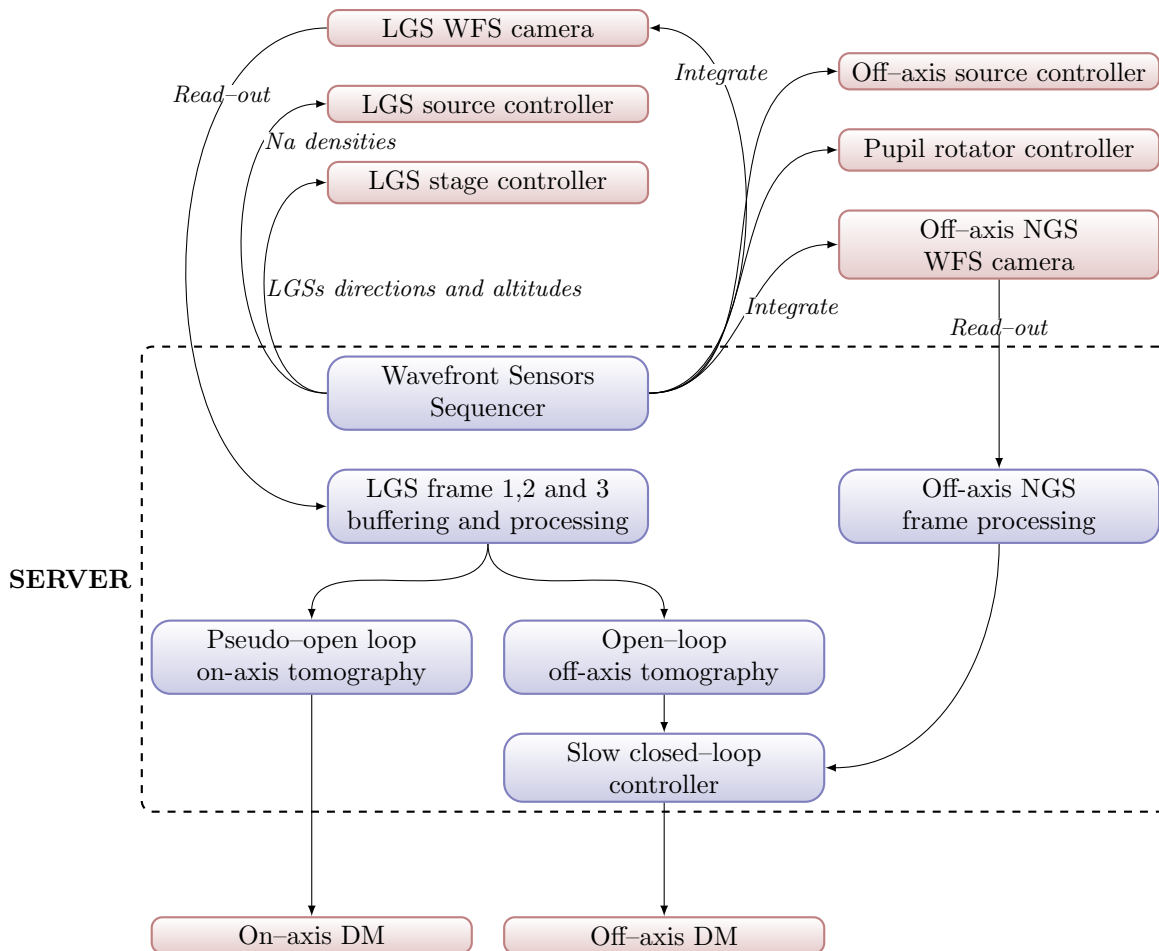 LGS WFS camera
Integrate
Off–axis source controller
Read–out
LGS source controller
Na densities
Pupil rotator controller
LGS stage controller
Off–axis NGS
WFS camera
LGSs directions and altitudes
Integrate
Read–out
Wavefront Sensors
Sequencer
LGS frame 1,2 and 3
buffering and processing
Off-axis NGS
frame processing
SERVER
Pseudo–open loop
on-axis tomography
Open–loop
off-axis tomography
Slow closed–loop
controller
On–axis DM
Off–axis DM